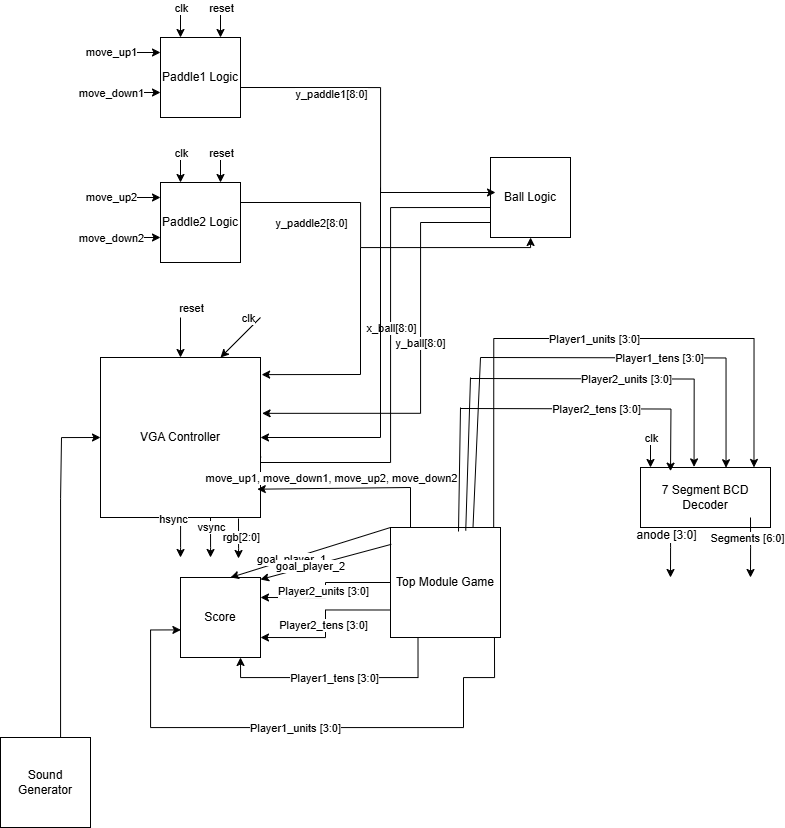 clk
reset
move_up1
Paddle1 Logic
move_down1
y_paddle1[8:0]
clk
reset
move_up2
Paddle2 Logic
move_down2
y_paddle2[8:0]
Ball Logic
reset
clk
x_ball[8:0]
y_ball[8:0]
VGA Controller
Player1_units [3:0]
Player1_tens [3:0]
Player2_units [3:0]
Player2_tens [3:0]
clk
7 Segment BCD
Decoder
anode [3:0]
Segments [6:0]
move_up1, move_down1, move_up2, move_down2
hsync
vsync
rgb[2:0]
goal_player_1
goal_player_2
Top Module Game
Player2_units [3:0]
Score
Player2_tens [3:0]
Player1_tens [3:0]
Player1_units [3:0]
Sound
Generator